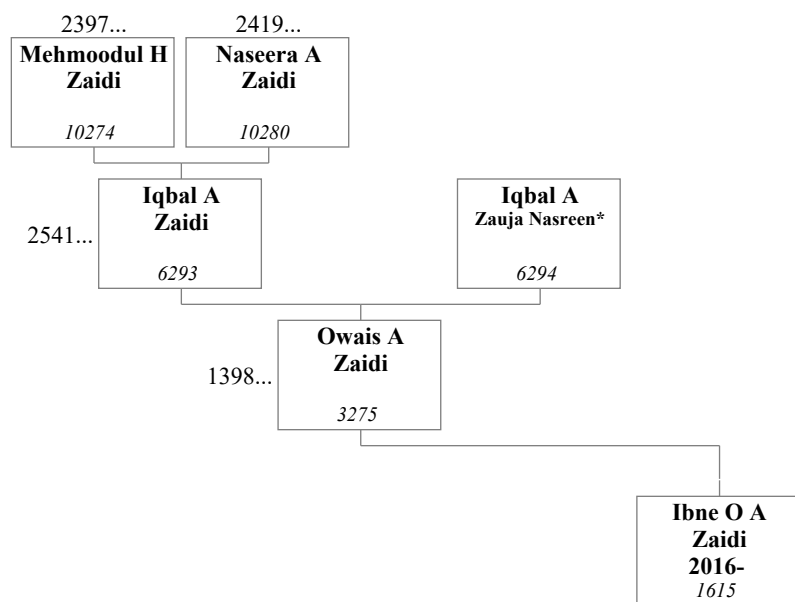 2397...
2419...
Mehmoodul H
Zaidi
10274
Naseera A
Zaidi
10280
2541...
Iqbal A
Zaidi
6293
Iqbal A
Zauja Nasreen*
6294
1398...
Owais A
Zaidi
3275
Ibne O A
Zaidi
2016-
1615